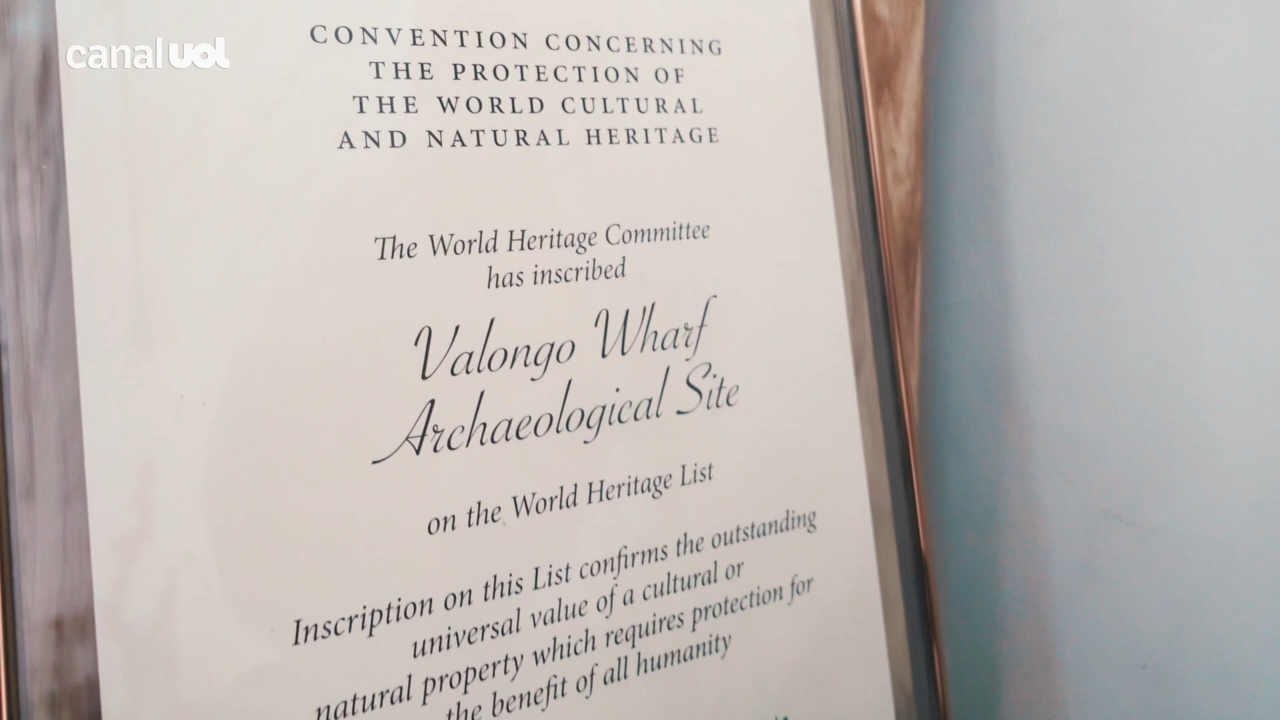 canal uol
CONVENTION CONCERNING
THE PROTECTION OF
THE WORLD CULTURAL
AND NATURAL HERITAGE
The World Heritage Committee
has inscribed
Valongo Wharf
Archaeological Site
on the World Heritage List
Inscription on this List confirms the outstanding
universal value of a cultural or
natural property which requires protection for
the benefit of all humanity